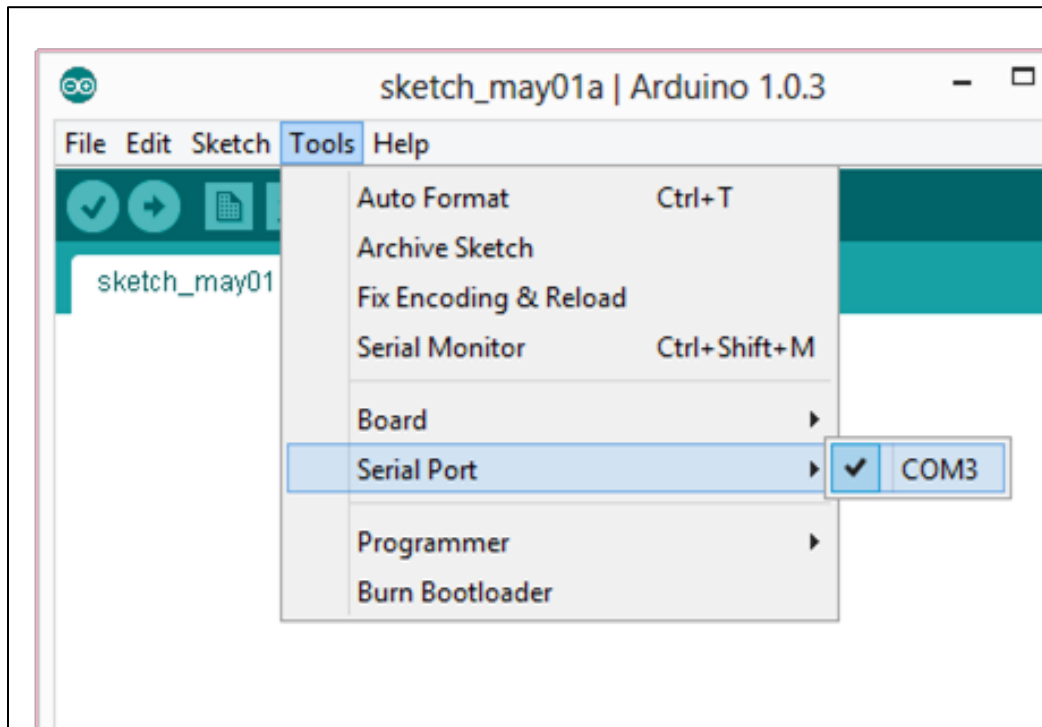 sketch_may01a | Arduino 1.0.3
File Edit Sketch Tools Help
sketch_may01
Auto Format Ctrl+T
Archive Sketch
Fix Encoding & Reload
Serial Monitor Ctrl+Shift+M
Board
Serial Port COM3
Programmer
Burn Bootloader